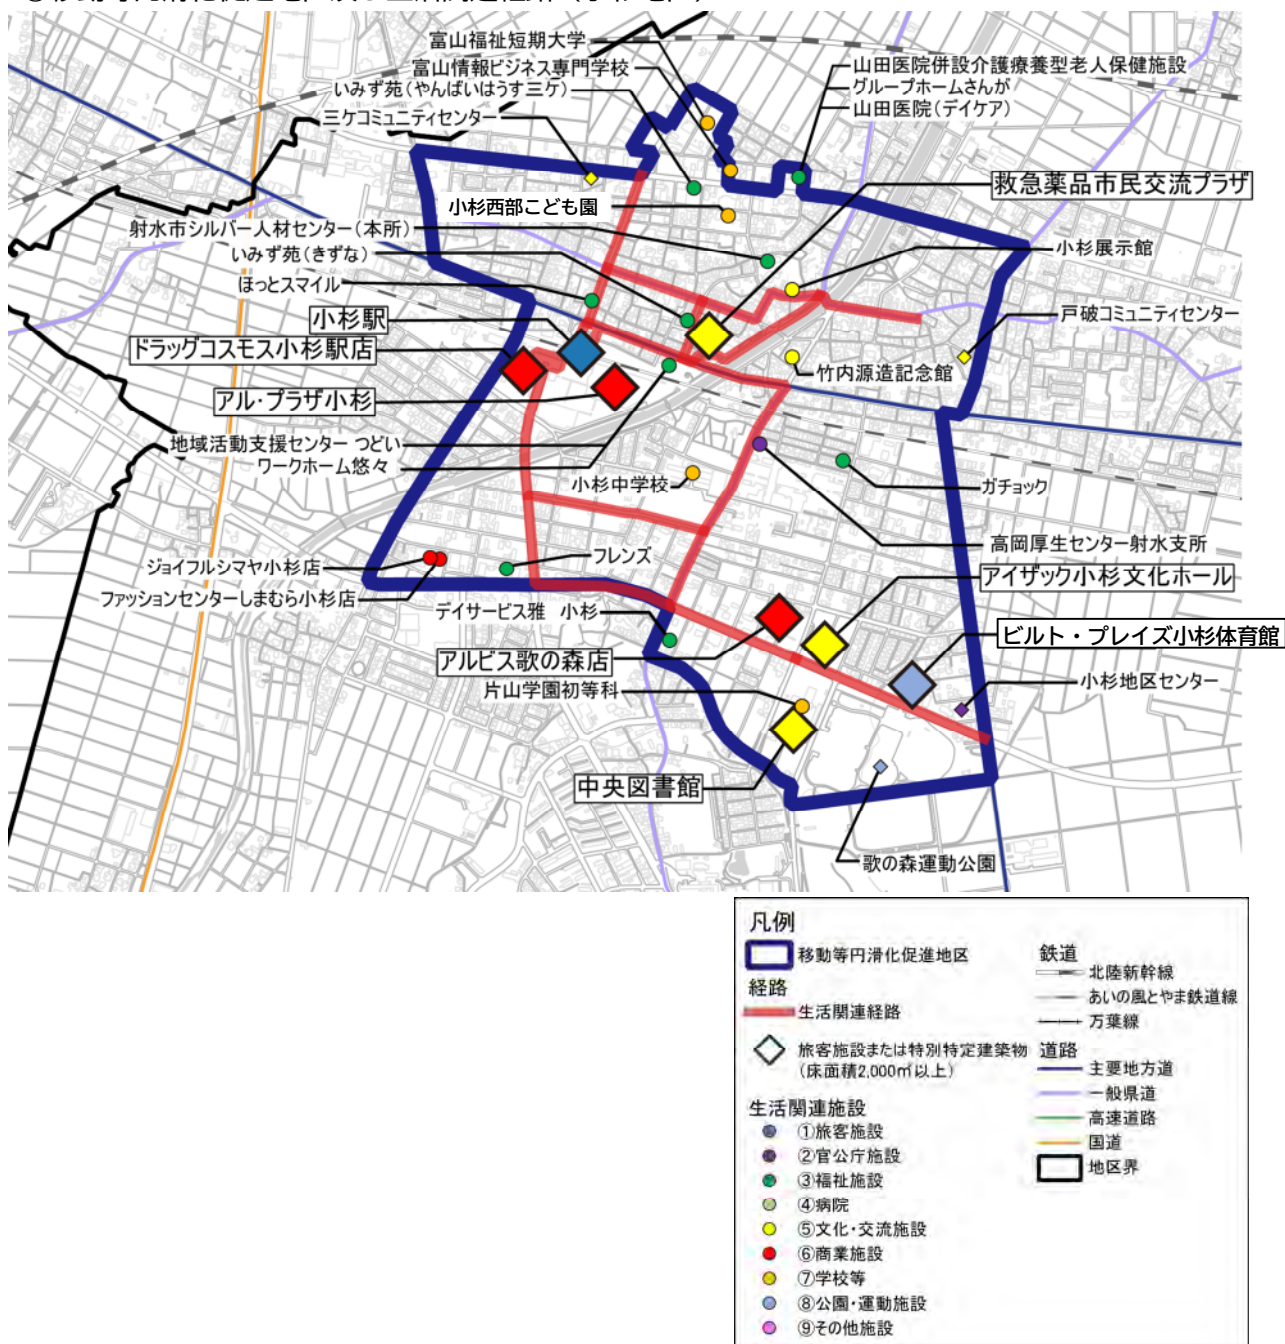 富山福祉短期大学
富山情報ビジネス専門学校
いみず苑(やんばいはうす三ケ)
三ケコミュニティセンター
山田医院併設介護療養型老人保健施設
グループホームさんが
山田医院(デイケア)
救急薬品市民交流プラザ
小杉西部こども園
射水市シルバー人材センター(本所)
いみず苑(きずな)
ほっとスマイル
小杉展示館
小杉駅
戸破コミュニティセンター
ドラッグコスモス小杉駅店
竹内源造記念館
アル・プラザ小杉
地域活動支援センター つどい
ワークホーム悠々
小杉中学校
ガチョック
高岡厚生センター射水支所
ジョイフルシマヤ小杉店
フレンズ
アイザック小杉文化ホール
ファッションセンターしまむら小杉店
デイサービス雅 小杉
ビルト・プレイズ小杉体育館
アルビス歌の森店
片山学園初等科
小杉地区センター
中央図書館
歌の森運動公園
凡例
移動等円滑化促進地区
経路
生活関連経路
旅客施設または特別特定建築物
(床面積2,000㎡以上)
生活関連施設
①旅客施設
②官公庁施設
③福祉施設
④病院
⑤文化・交流施設
⑥商業施設
⑦学校等
⑧公園・運動施設
⑨その他施設
鉄道
北陸新幹線
あいの風とやま鉄道線
万葉線
道路
主要地方道
一般県道
高速道路
国道
地区界